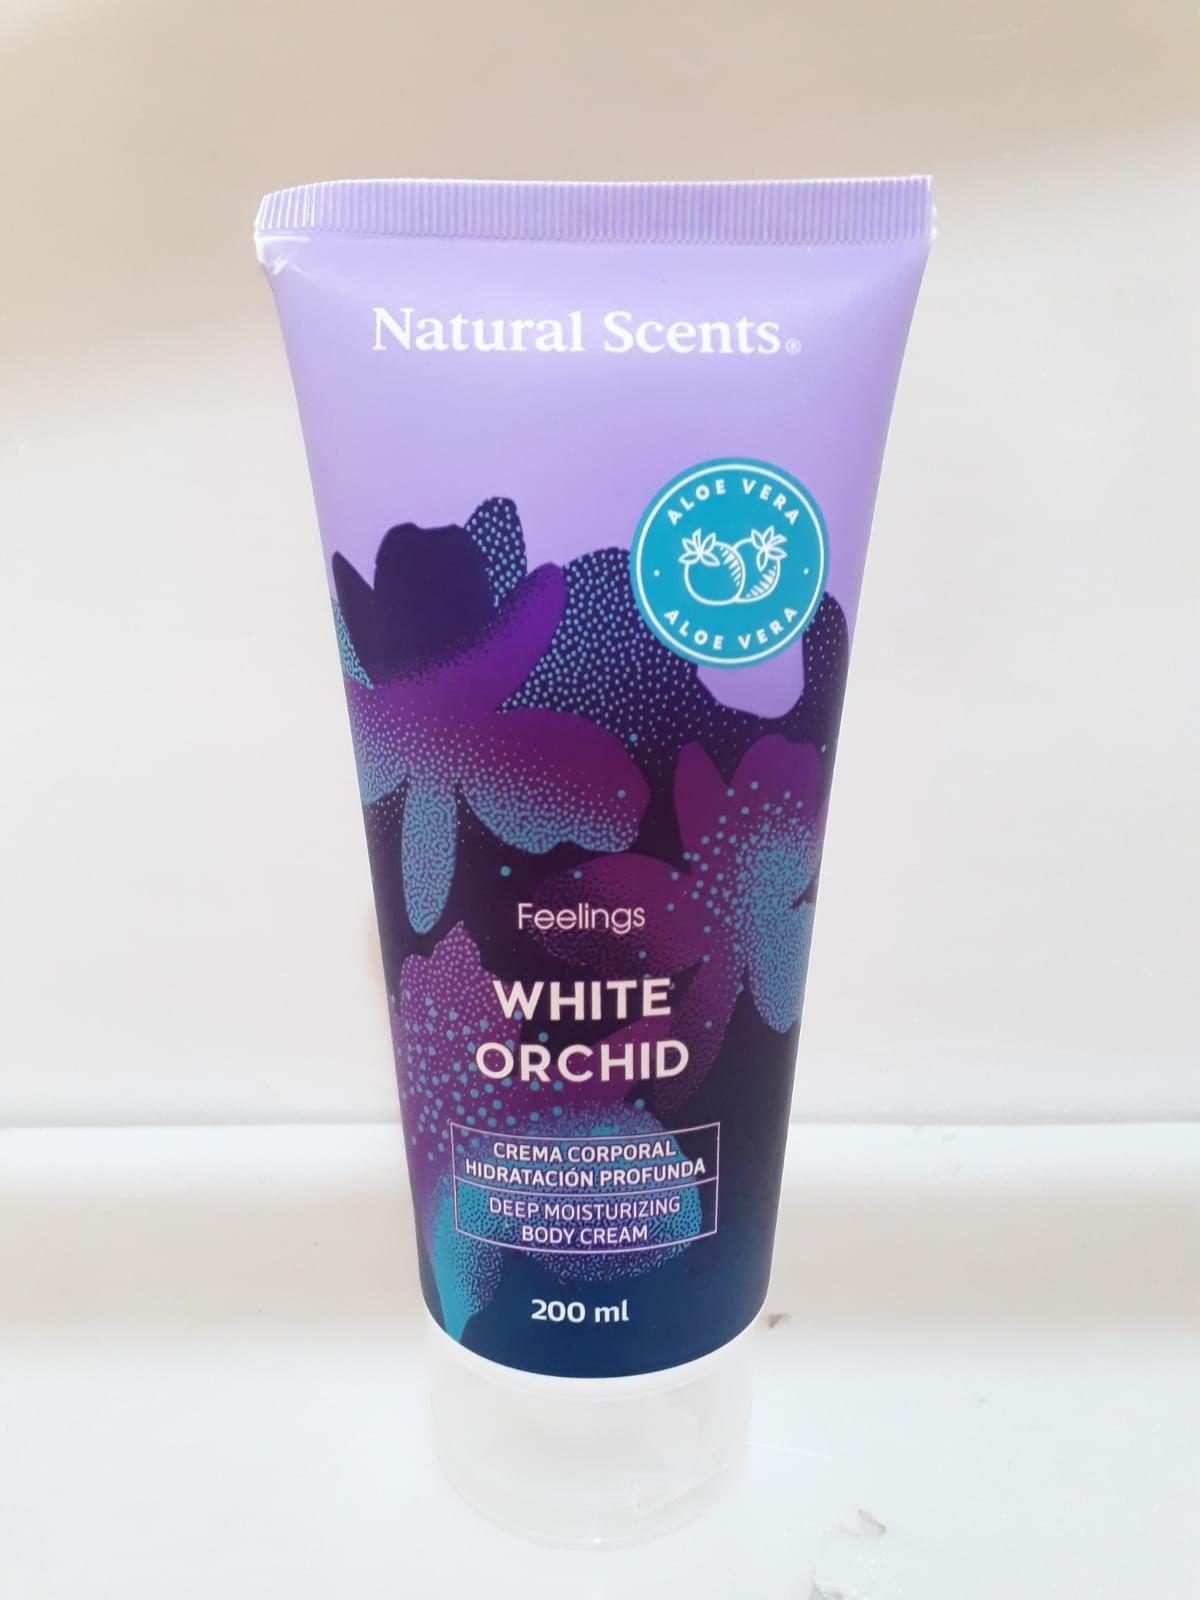 Natural Scents®
ALOE VERA
ALOE VERA
Feelings
WHITE
ORCHID
CREMA CORPORAL
HIDRATACIÓN PROFUNDA
DEEP MOISTURIZING
BODY CREAM
200 ml